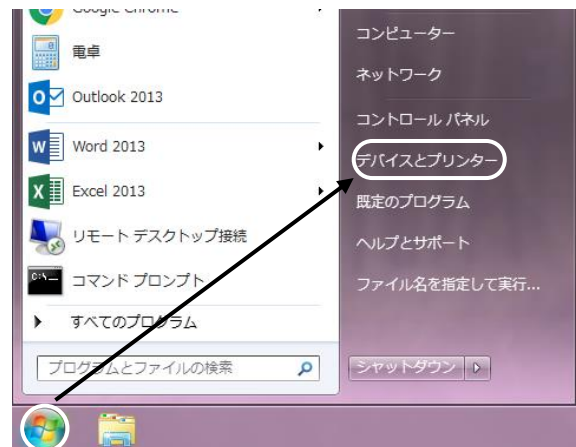 Google Chrome
電卓
Outlook 2013
Word 2013
Excel 2013
リモート デスクトップ接続
コマンド プロンプト
すべてのプログラム
プログラムとファイルの検索
コンピューター
ネットワーク
コントロール パネル
デバイスとプリンター
既定のプログラム
ヘルプとサポート
ファイル名を指定して実行...
シャットダウン